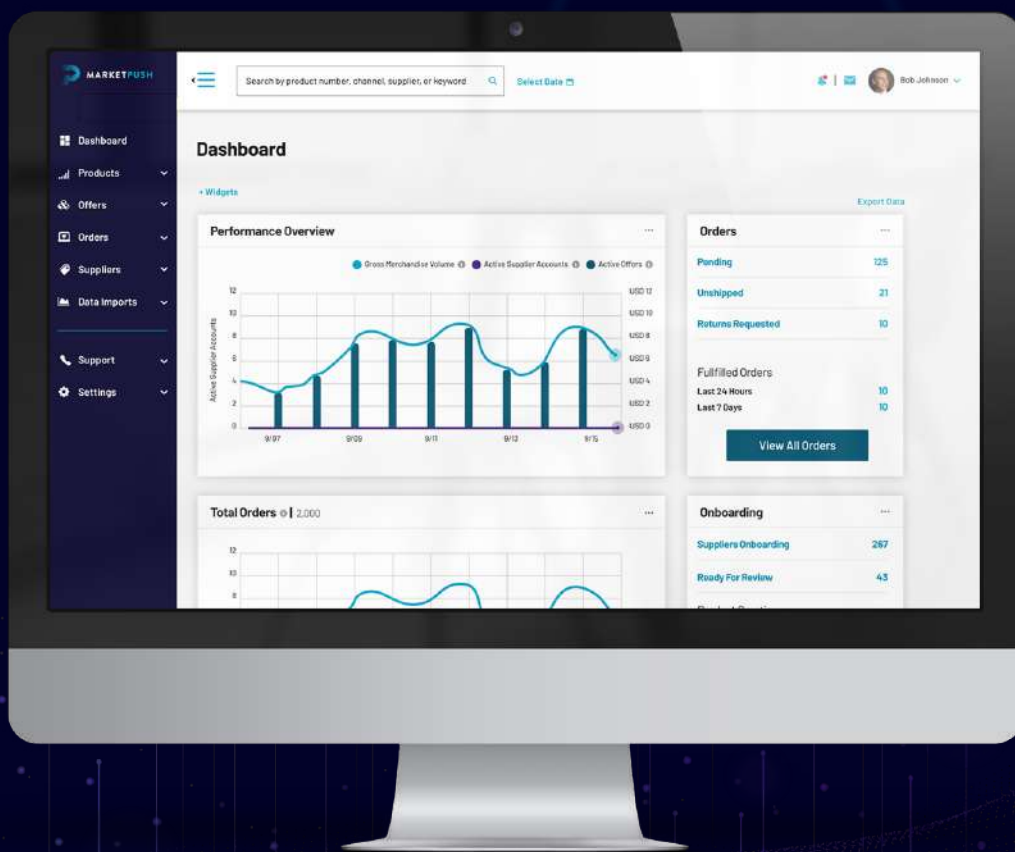 MARKETPUSH
Search by product number, channel, supplier, or keyword
Select Date
Bob Johnson
Dashboard
Products
Offers
Orders
Suppliers
Data Imports
Support
Settings
Dashboard
+ Widgets
Export Data
Performance Overview
Gross Merchandise Volume
Active Supplier Accounts
Active Offers
Active Supplier Accounts
12
10
8
6
4
2
0
USD 12
USD 10
USD 8
USD 6
USD 4
USD 2
USD 0
9/07
9/09
9/11
9/13
9/15
Orders
Pending 125
Unshipped 21
Returns Requested 10
Fullfilled Orders
Last 24 Hours 10
Last 7 Days 10
View All Orders
Total Orders | 2,000
12
10
8
Onboarding
Suppliers Onboarding 267
Ready For Review 43